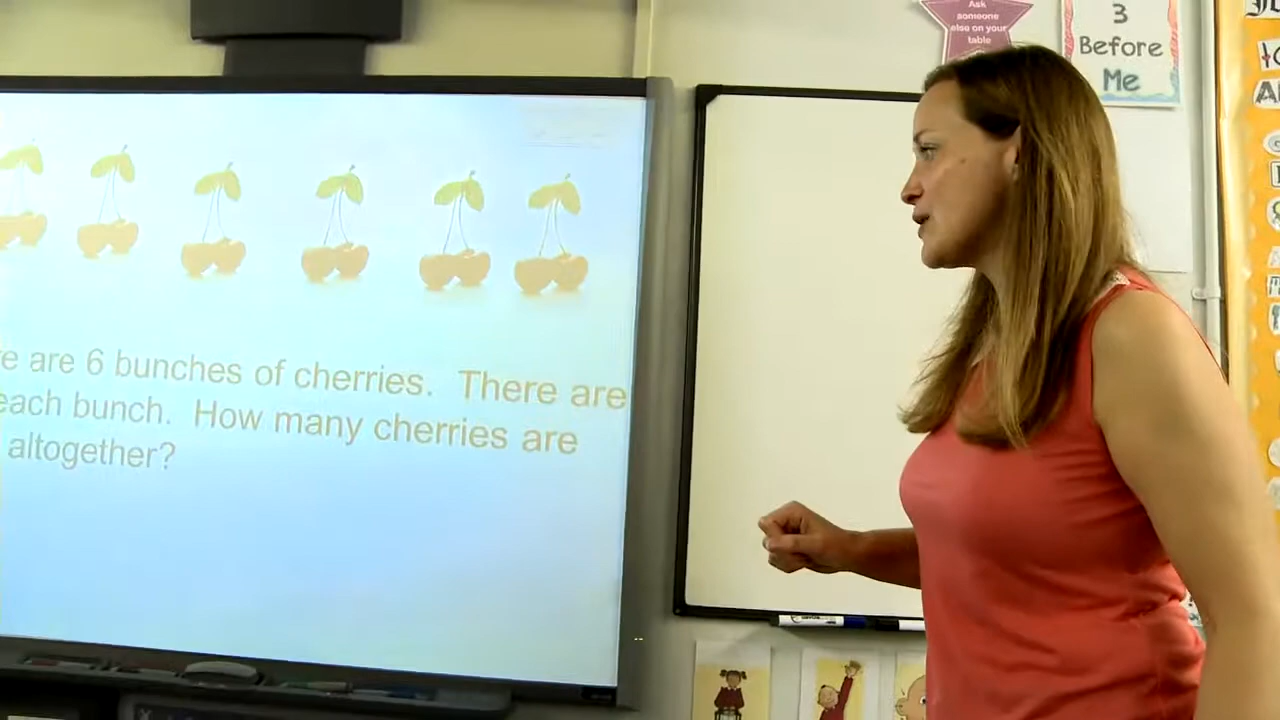 Ask
someone
else on your
table
3
Before
Me
e are 6 bunches of cherries. There are
each bunch. How many cherries are
altogether?